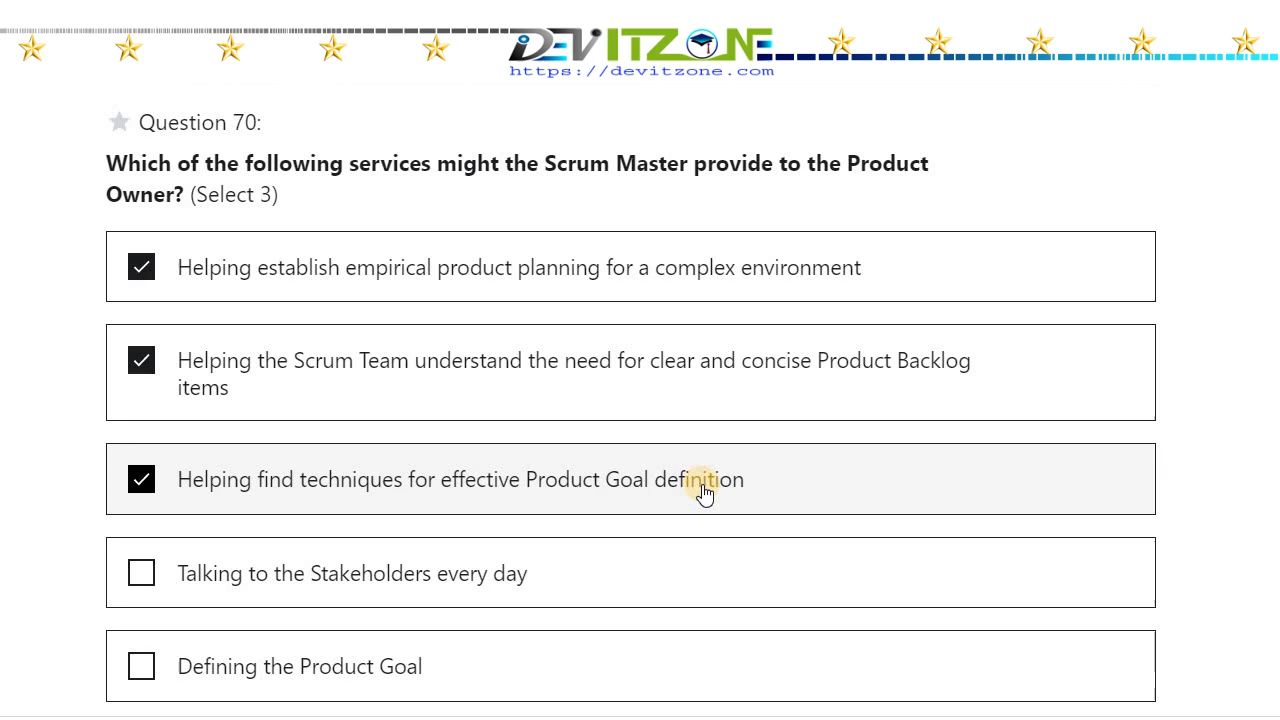 DEVITZONE
https://devitzone.com
Question 70:
Which of the following services might the Scrum Master provide to the Product
Owner? (Select 3)
Helping establish empirical product planning for a complex environment
Helping the Scrum Team understand the need for clear and concise Product Backlog
items
Helping find techniques for effective Product Goal definition
Talking to the Stakeholders every day
Defining the Product Goal